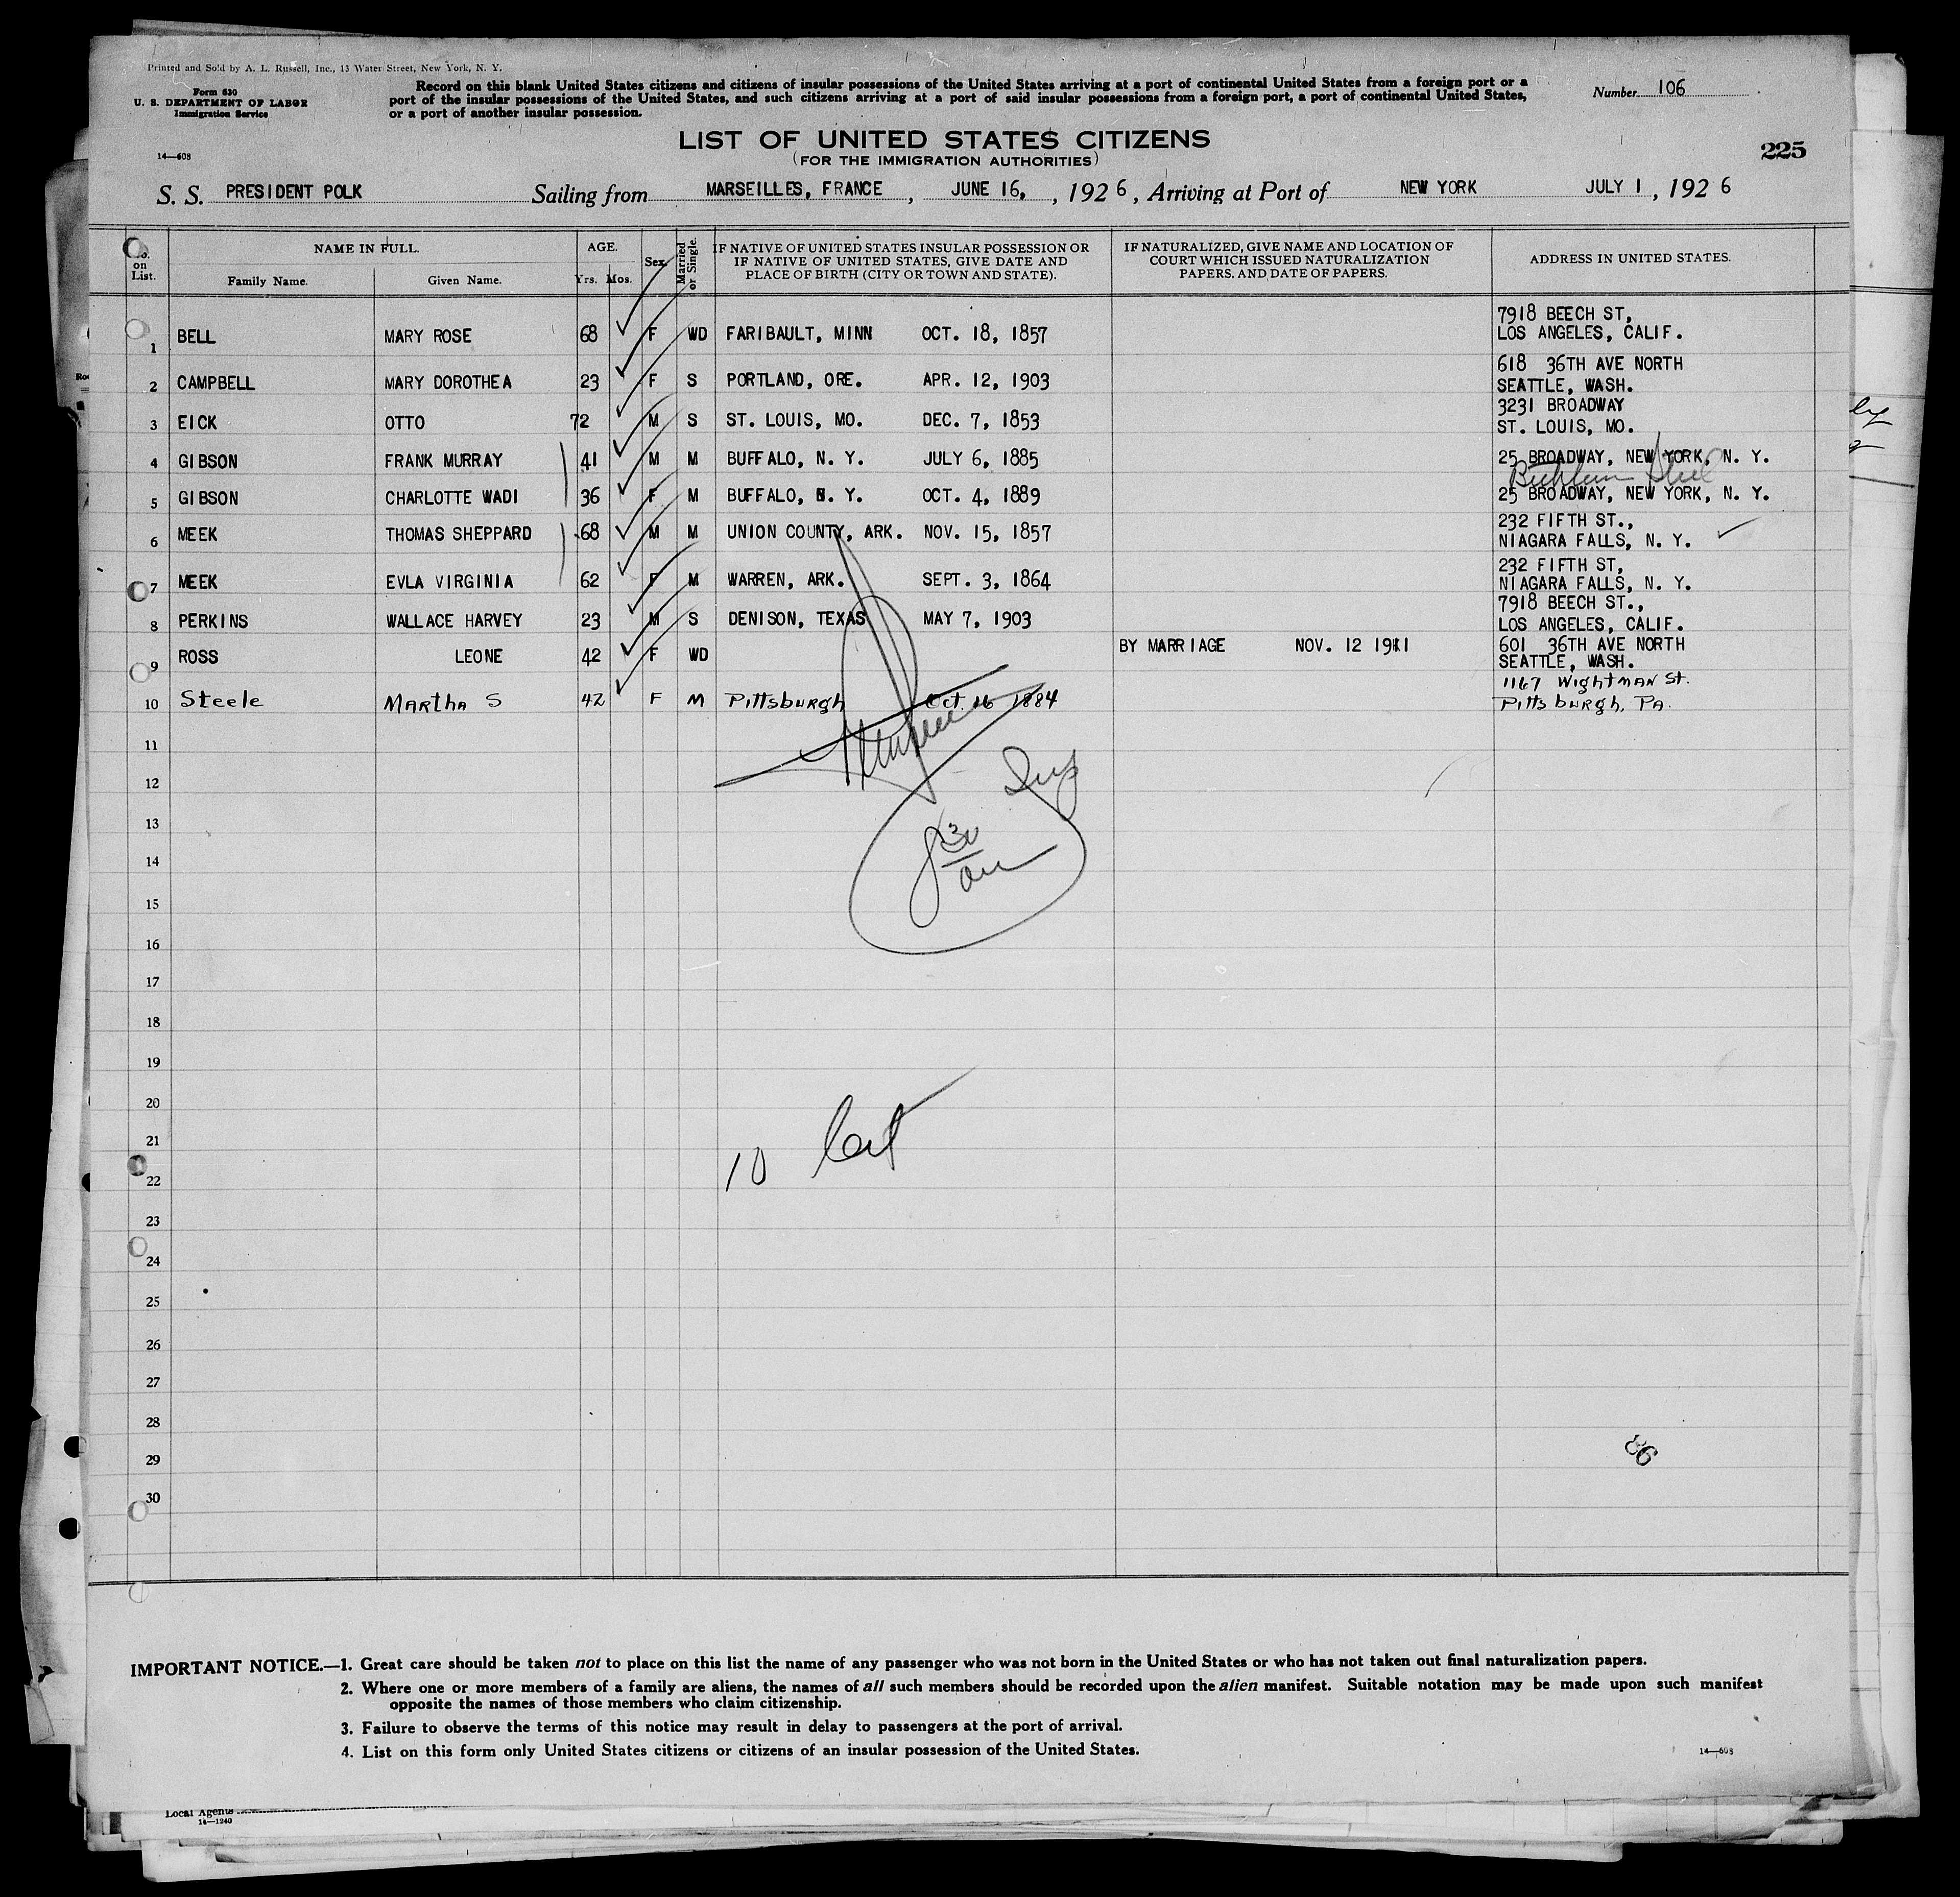 Printed and Sold by A. L. Russell, Inc., 13 Water Street, New York, N. Y.
Form 630
U. S. DEPARTMENT OF LABOR
Immigration Service
14—608
Record on this blank United States citizens and citizens of insular possessions of the United States arriving at a port of continental United States from a foreign port or a
port of the insular possessions of the United States, and such citizens arriving at a port of said insular possessions from a foreign port, a port of continental United States,
or a port of another insular possession.
Number 106
LIST OF UNITED STATES CITIZENS
(FOR THE IMMIGRATION AUTHORITIES)
225
S. S. PRESIDENT POLK Sailing from MARSEILLES, FRANCE, JUNE 16, , 1926, Arriving at Port of NEW YORK JULY 1, 1926
No. on List. NAME IN FULL. Family Name. Given Name. AGE. Yrs. Mos. Sex. Married or Single. IF NATIVE OF UNITED STATES INSULAR POSSESSION OR IF NATIVE OF UNITED STATES, GIVE DATE AND PLACE OF BIRTH (CITY OR TOWN AND STATE). IF NATURALIZED, GIVE NAME AND LOCATION OF COURT WHICH ISSUED NATURALIZATION PAPERS, AND DATE OF PAPERS. ADDRESS IN UNITED STATES.
1 BELL MARY ROSE 68 F WD FARIBAULT, MINN OCT. 18, 1857 7918 BEECH ST, LOS ANGELES, CALIF.
2 CAMPBELL MARY DOROTHEA 23 F S PORTLAND, ORE. APR. 12, 1903 618 36TH AVE NORTH SEATTLE, WASH.
3 EICK OTTO 72 M S ST. LOUIS, MO. DEC. 7, 1853 3231 BROADWAY ST. LOUIS, MO.
4 GIBSON FRANK MURRAY 41 M M BUFFALO, N. Y. JULY 6, 1885 25 BROADWAY, NEW YORK, N. Y.
5 GIBSON CHARLOTTE WADI 36 F M BUFFALO, N. Y. OCT. 4, 1889 25 BROADWAY, NEW YORK, N. Y.
6 MEEK THOMAS SHEPPARD 68 M M UNION COUNTY, ARK. NOV. 15, 1857 232 FIFTH ST., NIAGARA FALLS, N. Y.
7 MEEK EVLA VIRGINIA 62 F M WARREN, ARK. SEPT. 3, 1864 232 FIFTH ST, NIAGARA FALLS, N. Y.
8 PERKINS WALLACE HARVEY 23 M S DENISON, TEXAS MAY 7, 1903 7918 BEECH ST., LOS ANGELES, CALIF.
9 ROSS LEONE 42 F WD BY MARRIAGE NOV. 12 1911 601 36TH AVE NORTH SEATTLE, WASH.
10 Steele Martha S 42 F M Pittsburgh Oct. 16 1884 1167 Wightman St. Pittsburgh, PA.
11
12
13
14
15
16
17
18
19
20
21
10
22
23
24
25
26
27
28
29
30
IMPORTANT NOTICE.—1. Great care should be taken not to place on this list the name of any passenger who was not born in the United States or who has not taken out final naturalization papers.
2. Where one or more members of a family are aliens, the names of all such members should be recorded upon the alien manifest. Suitable notation may be made upon such manifest
opposite the names of those members who claim citizenship.
3. Failure to observe the terms of this notice may result in delay to passengers at the port of arrival.
4. List on this form only United States citizens or citizens of an insular possession of the United States.
14—608
Local Agents
14—1240